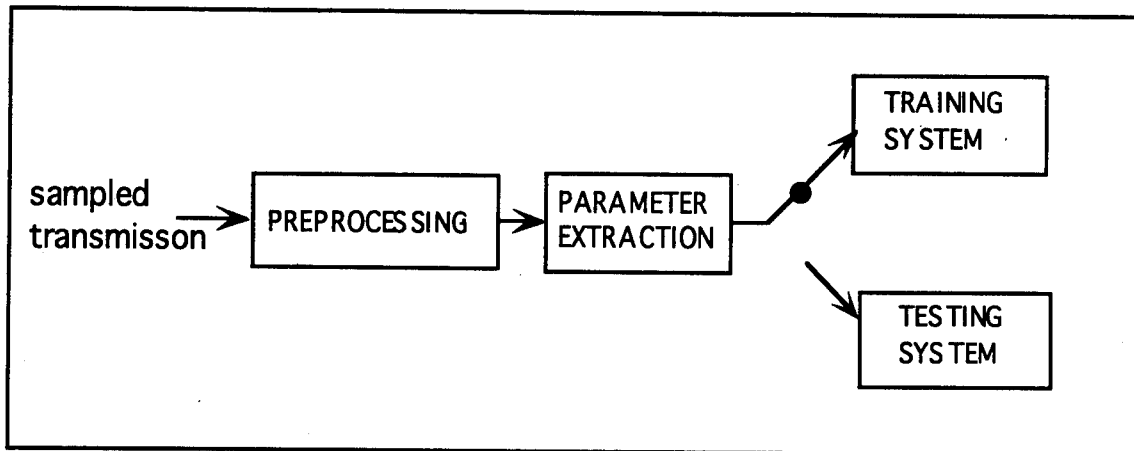 sampled
transmisson
PREPROCESSING
PARAMETER
EXTRACTION
TRAINING
SYSTEM
TESTING
SYSTEM